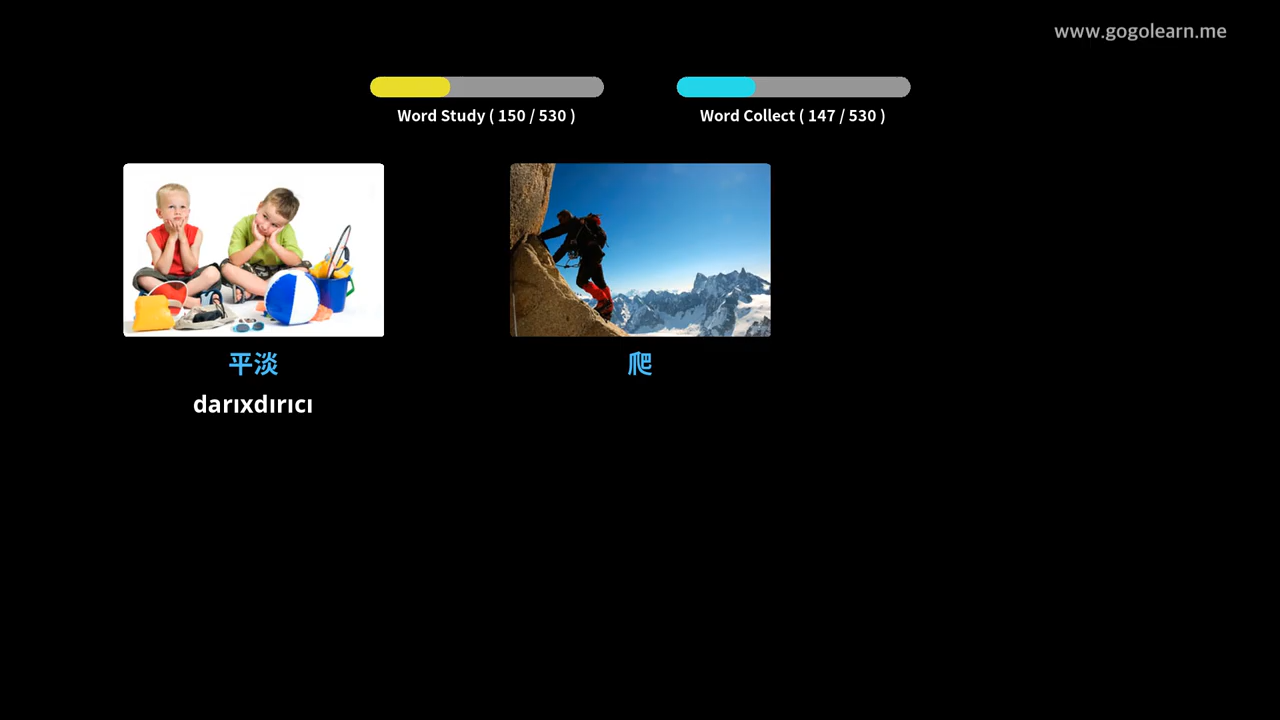 www.gogolearn.me
Word Study ( 150 / 530 )
Word Collect ( 147 / 530 )
平淡
爬
darıxdırıcı